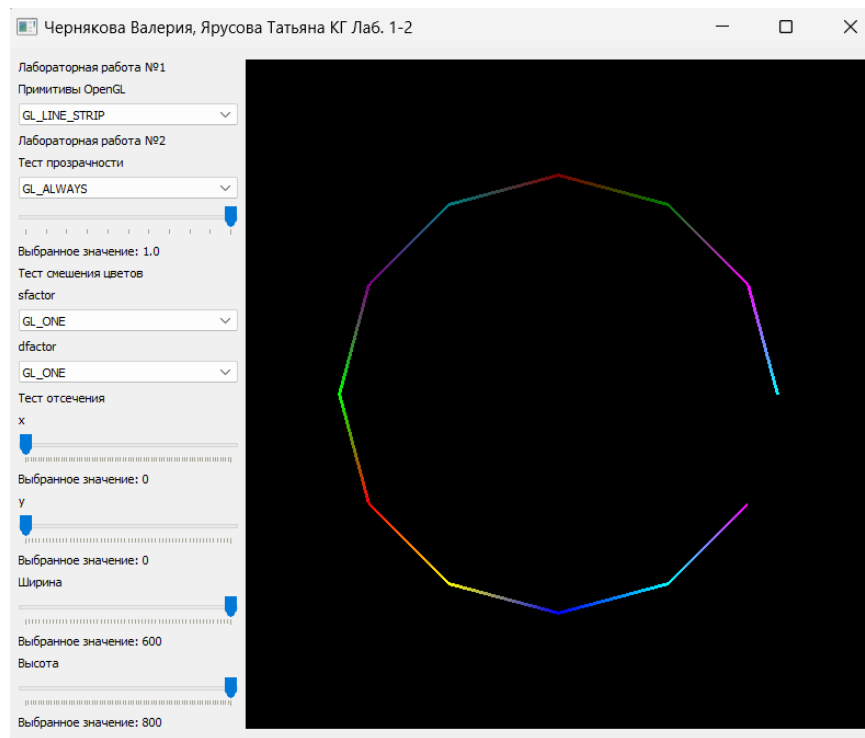 Чернякова Валерия, Ярусова Татьяна КГ Лаб. 1-2
Лабораторная работа №1
Примитивы OpenGL
GL_LINE_STRIP
Лабораторная работа №2
Тест прозрачности
GL_ALWAYS
Выбранное значение: 1.0
Тест смешения цветов
sfactor
GL_ONE
dfactor
GL_ONE
Тест отсечения
x
Выбранное значение: 0
y
Выбранное значение: 0
Ширина
Выбранное значение: 600
Высота
Выбранное значение: 800